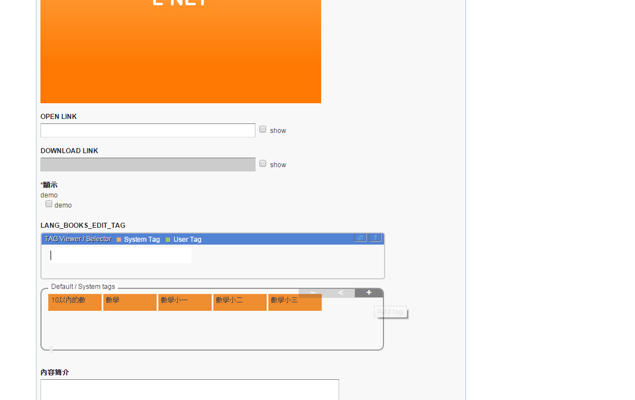 OPEN LINK
show
DOWNLOAD LINK
show
*顯示
demo
demo
LANG_BOOKS_EDIT_TAG
TAG Viewer / Selector System Tag User Tag
Default / System tags
10以內的數 數學 數學小一 數學小二 數學小三
Add tag
內容簡介